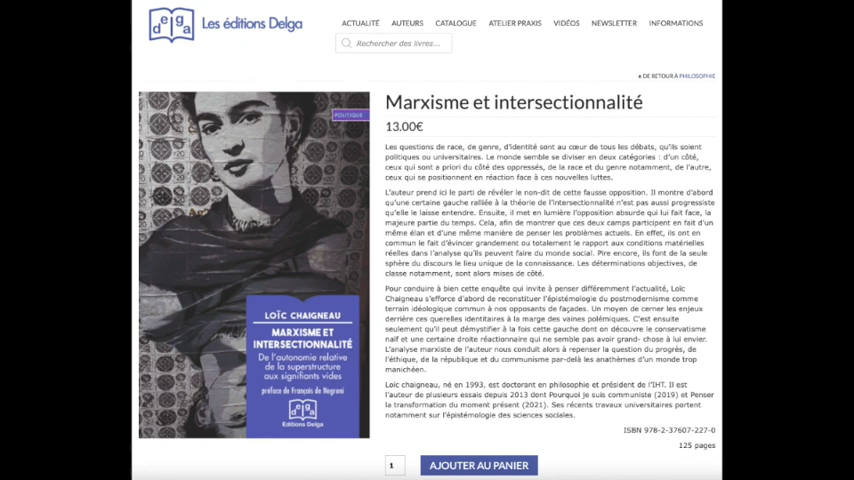 delga
Les éditions Delga
ACTUALITÉ AUTEURS CATALOGUE ATELIER PRAXIS VIDÉOS NEWSLETTER INFORMATIONS
Rechercher des livres...
♦ DE RETOUR À PHILOSOPHIE
POLITIQUE
LOÏC CHAIGNEAU
MARXISME ET
INTERSECTIONNALITÉ
De l'autonomie relative
de la superstructure
aux signifiants vides
préface de François de Negroni
delga
Editions Delga
Marxisme et intersectionnalité
13.00€
Les questions de race, de genre, d'identité sont au cœur de tous les débats, qu'ils soient
politiques ou universitaires. Le monde semble se diviser en deux catégories : d'un côté,
ceux qui sont a priori du côté des oppressés, de la race et du genre notamment, de l'autre,
ceux qui se positionnent en réaction face à ces nouvelles luttes.
L'auteur prend ici le parti de révéler le non-dit de cette fausse opposition. Il montre d'abord
qu'une certaine gauche ralliée à la théorie de l'intersectionnalité n'est pas aussi progressiste
qu'elle le laisse entendre. Ensuite, il met en lumière l'opposition absurde qui lui fait face, la
majeure partie du temps. Cela, afin de montrer que ces deux camps participent en fait d'un
même élan et d'une même manière de penser les problèmes actuels. En effet, ils ont en
commun le fait d'évincer grandement ou totalement le rapport aux conditions matérielles
réelles dans l'analyse qu'ils peuvent faire du monde social. Pire encore, ils font de la seule
sphère du discours le lieu unique de la connaissance. Les déterminations objectives, de
classe notamment, sont alors mises de côté.
Pour conduire à bien cette enquête qui invite à penser différemment l'actualité, Loïc
Chaigneau s'efforce d'abord de reconstituer l'épistémologie du postmodernisme comme
terrain idéologique commun à nos opposants de façades. Un moyen de cerner les enjeux
derrière ces querelles identitaires à la marge des vaines polémiques. C'est ensuite
seulement qu'il peut démystifier à la fois cette gauche dont on découvre le conservatisme
naïf et une certaine droite réactionnaire qui ne semble pas avoir grand- chose à lui envier.
L'analyse marxiste de l'auteur nous conduit alors à repenser la question du progrès, de
l'éthique, de la république et du communisme par-delà les anathèmes d'un monde trop
manichéen.
Loïc chaigneau, né en 1993, est doctorant en philosophie et président de l'IHT. Il est
l'auteur de plusieurs essais depuis 2013 dont Pourquoi je suis communiste (2019) et Penser
la transformation du moment présent (2021). Ses récents travaux universitaires portent
notamment sur l'épistémologie des sciences sociales.
ISBN 978-2-37607-227-0
125 pages
1
AJOUTER AU PANIER